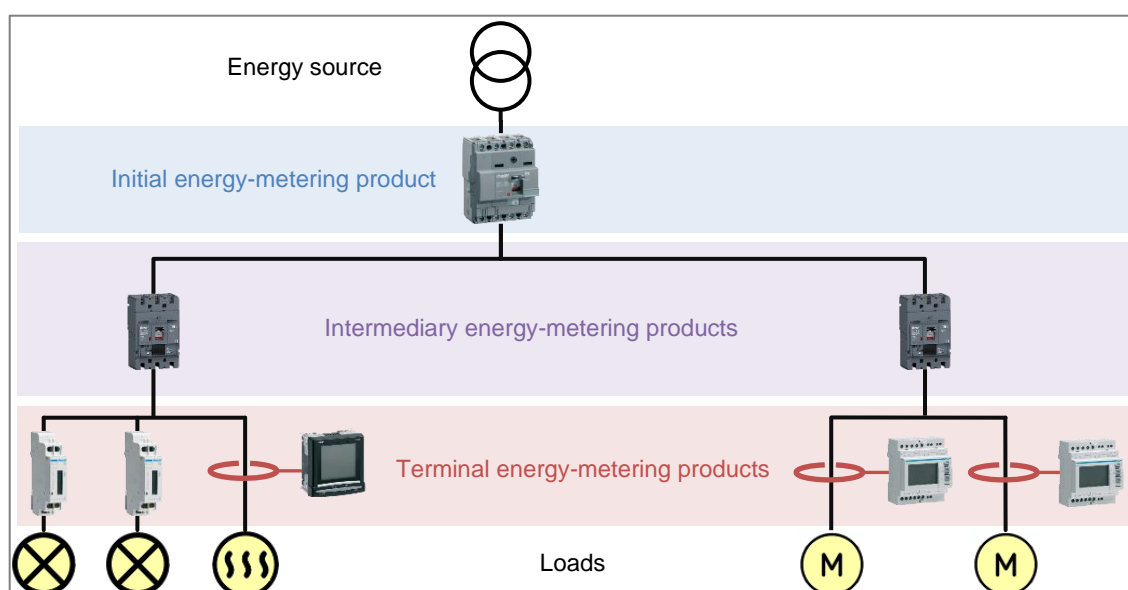 Energy source
Initial energy-metering product
Intermediary energy-metering products
Terminal energy-metering products
Loads
M
M